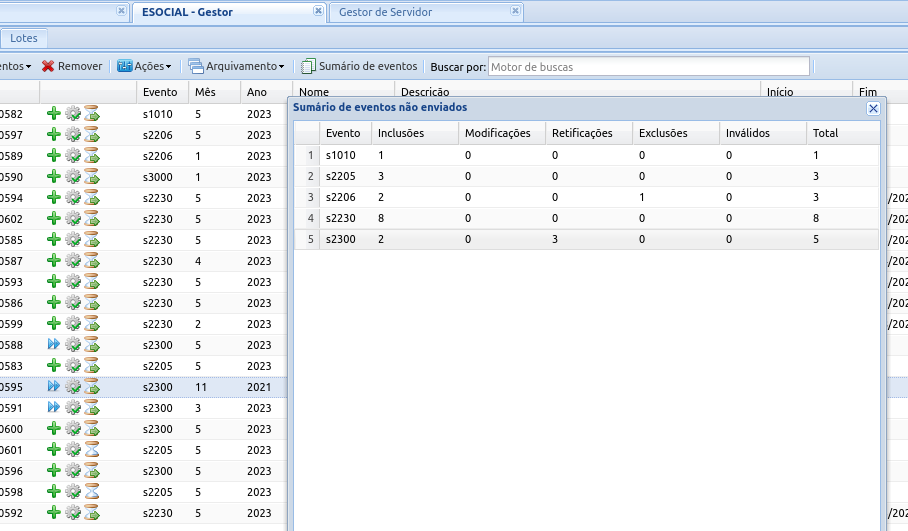 ESOCIAL - Gestor
Gestor de Servidor
Lotes
entos
Remover
Ações
Arquivamento
Sumário de eventos
Buscar por:
Motor de buscas
Evento Mês Ano Nome Descrição Início Fim
Sumário de eventos não enviados
Evento Inclusões Modificações Retificações Exclusões Inválidos Total
1 s1010 1 0 0 0 0 1
2 s2205 3 0 0 0 0 3
3 s2206 2 0 0 1 0 3
4 s2230 8 0 0 0 0 8
5 s2300 2 0 3 0 0 5
0582 s1010 5 2023
0597 s2206 5 2023
0589 s2206 1 2023
0590 s3000 1 2023
0594 s2230 5 2023 /202
0602 s2230 5 2023
0585 s2230 5 2023 /202
0587 s2230 4 2023 /202
0593 s2230 5 2023
0586 s2230 5 2023
0599 s2230 2 2023 /202
0588 s2300 5 2023
0583 s2205 5 2023
0595 s2300 11 2021
0591 s2300 3 2023
0600 s2300 5 2023
0601 s2205 5 2023
0596 s2300 5 2023
0598 s2205 5 2023
0592 s2230 5 2023 /202